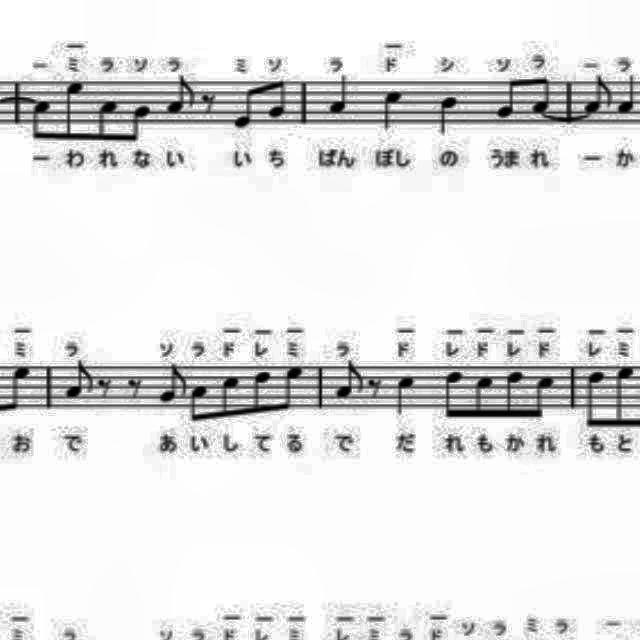 ー ミ ラ ソ ラ ミ ソ ラ ド シ ソ ラ ー ラ
ー わ れ な い い ち ばん ぼし の うま れ ー か
ミ ラ ソ ラ ド レ ミ ラ ド レ ド レ ド レ ミ
お で あ い し て る で だ れ も か れ も と
ミ ラ ソ ラ ド レ ミ レ ミ ラ ド ソ ラ ミ ラ ー